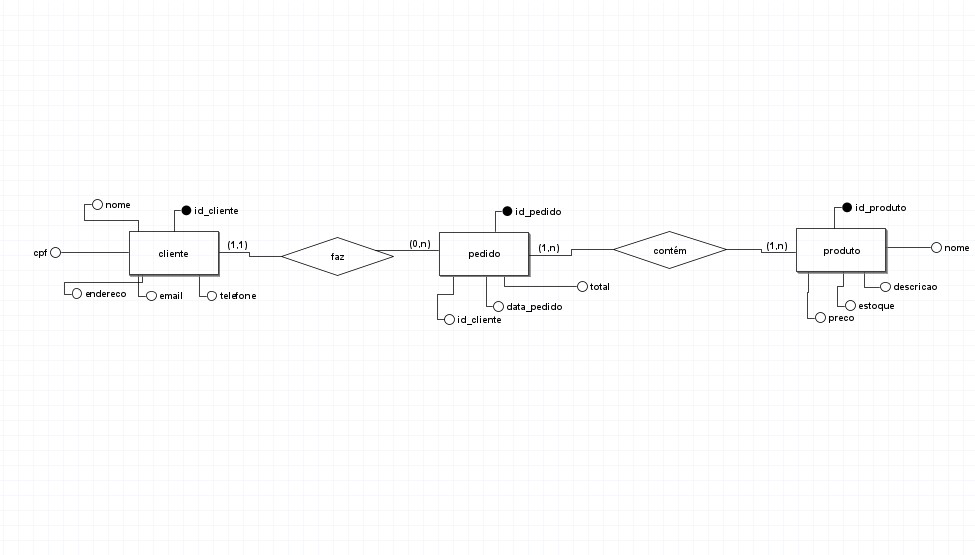 nome
id_cliente
cpf
cliente
(1,1)
endereco
email
telefone
faz
(0,n)
id_pedido
pedido
(1,n)
total
data_pedido
id_cliente
contém
(1,n)
id_produto
produto
nome
descricao
estoque
preco